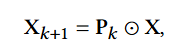 X_{k+1} = P_k ⊙ X,